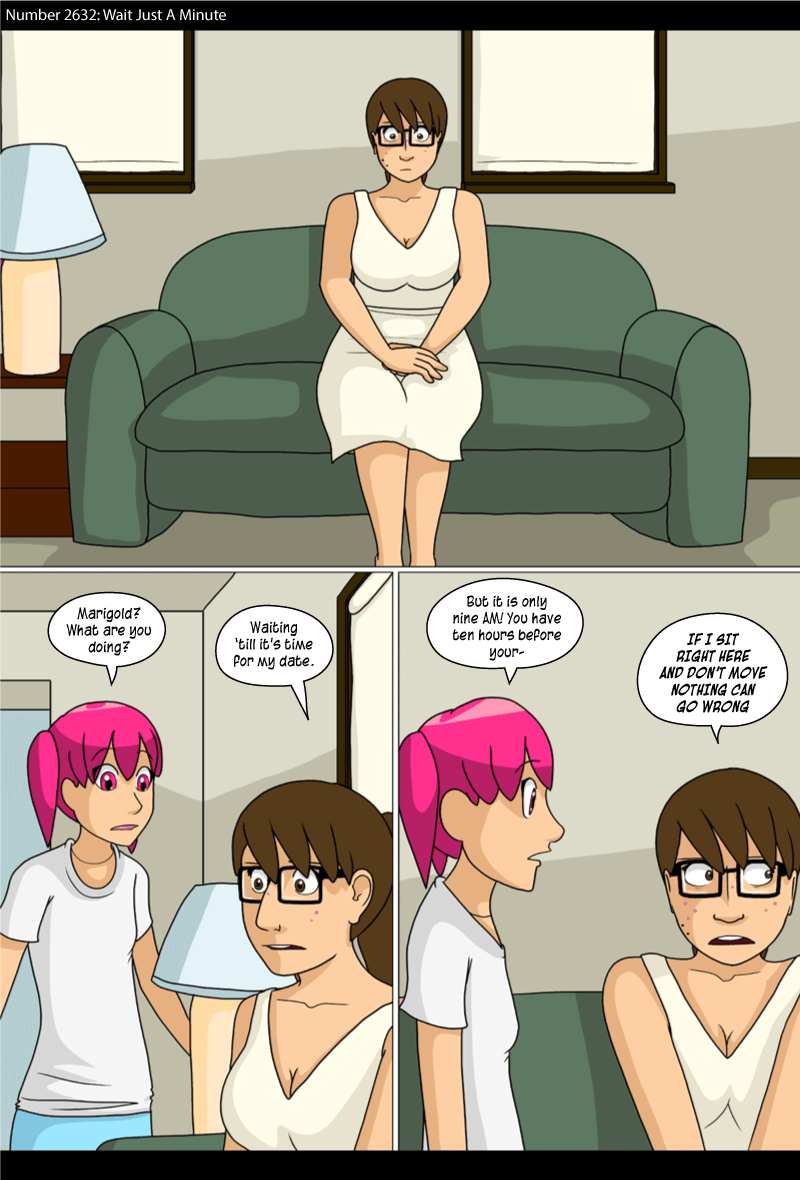 Number 2632: Wait Just A Minute
Marigold?
What are you
doing?
Waiting
'till it's time
for my date.
But it is only
nine AM! You have
ten hours before
your-
IF I SIT
RIGHT HERE
AND DON'T MOVE
NOTHING CAN
GO WRONG